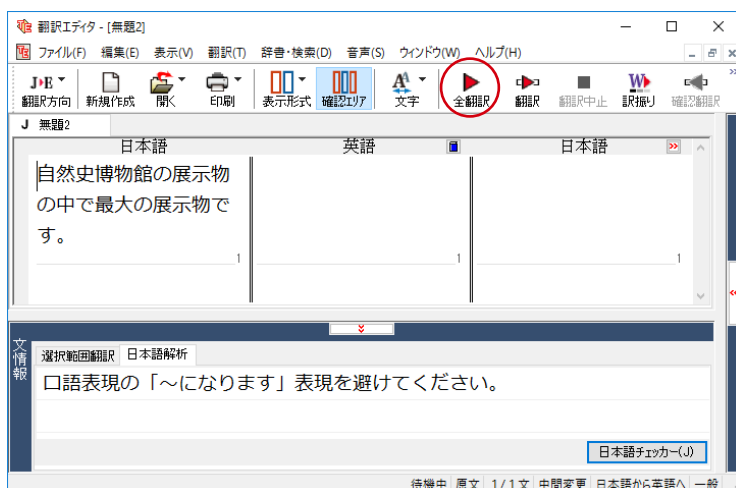 翻訳エディタ - [無題2]
ファイル(F) 編集(E) 表示(V) 翻訳(T) 辞書・検索(D) 音声(S) ウインドウ(W) ヘルプ(H)
J▶E
翻訳方向 新規作成 開く 印刷 表示形式 確認エリア 文字 全翻訳 翻訳 翻訳中止 訳振り 確認翻訳
J 無題2
日本語 英語 日本語
自然史博物館の展示物
の中で最大の展示物で
す。
1 1 1
文情報
選択範囲翻訳 日本語解析
口語表現の「～になります」表現を避けてください。
日本語チェッカー(J)
待機中 原文 1/1文 中間変更 日本語から英語へ 一般